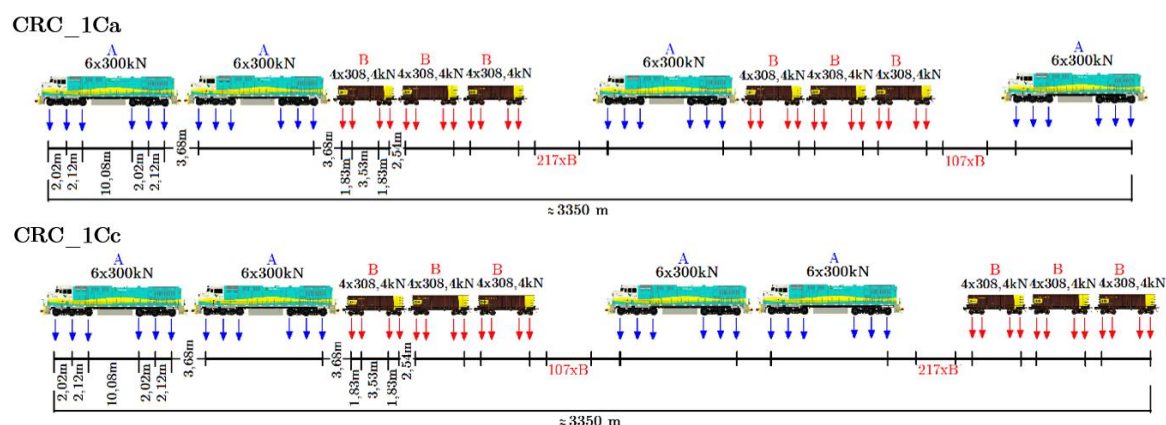 CRC_1Ca
A A A A
6x300kN 6x300kN 6x300kN 6x300kN
B B B B B B
4x308,4kN 4x308,4kN 4x308,4kN 4x308,4kN 4x308,4kN 4x308,4kN
2,02m 2,12m 10,08m 2,02m 2,12m 3,68m 3,68m 1,83m 3,53m 1,83m 2,54m
217xB 107xB
≈3350 m
CRC_1Cc
A A A A
6x300kN 6x300kN 6x300kN 6x300kN
B B B B B B
4x308,4kN 4x308,4kN 4x308,4kN 4x308,4kN 4x308,4kN 4x308,4kN
2,02m 2,12m 10,08m 2,02m 2,12m 3,68m 3,68m 1,83m 3,53m 1,83m 2,54m
107xB 217xB
≈3350 m